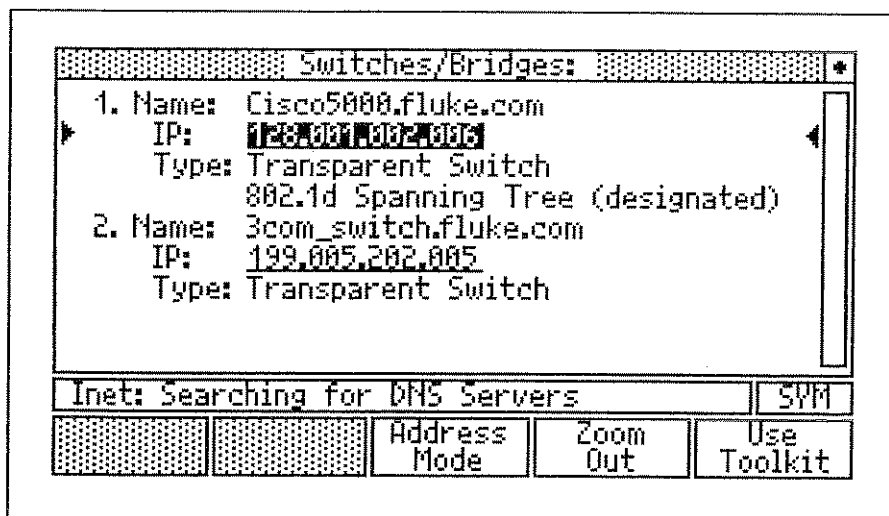 Switches/Bridges:
1. Name: Cisco5000.fluke.com
IP: 128.001.002.006
Type: Transparent Switch
802.1d Spanning Tree (designated)
2. Name: 3com_switch.fluke.com
IP: 199.005.202.005
Type: Transparent Switch
Inet: Searching for DNS Servers
SYM
Address Mode
Zoom Out
Use Toolkit